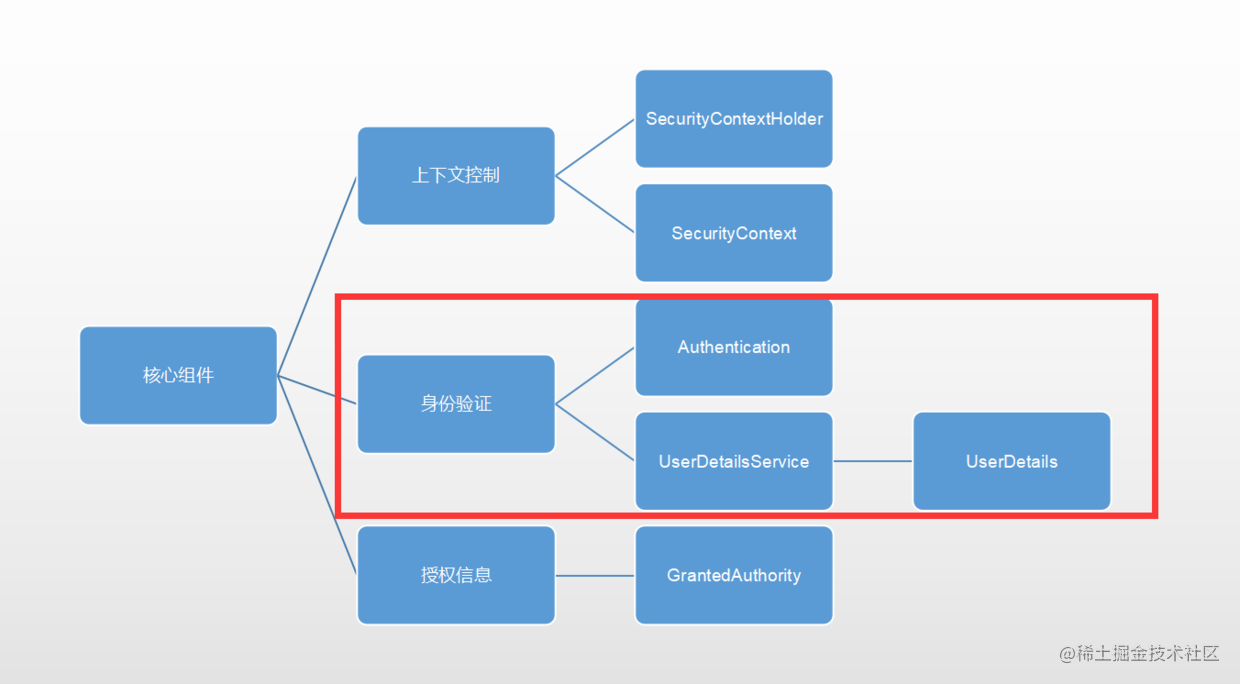 核心组件
上下文控制
SecurityContextHolder
SecurityContext
身份验证
Authentication
UserDetailsService
UserDetails
授权信息
GrantedAuthority
@稀土掘金技术社区